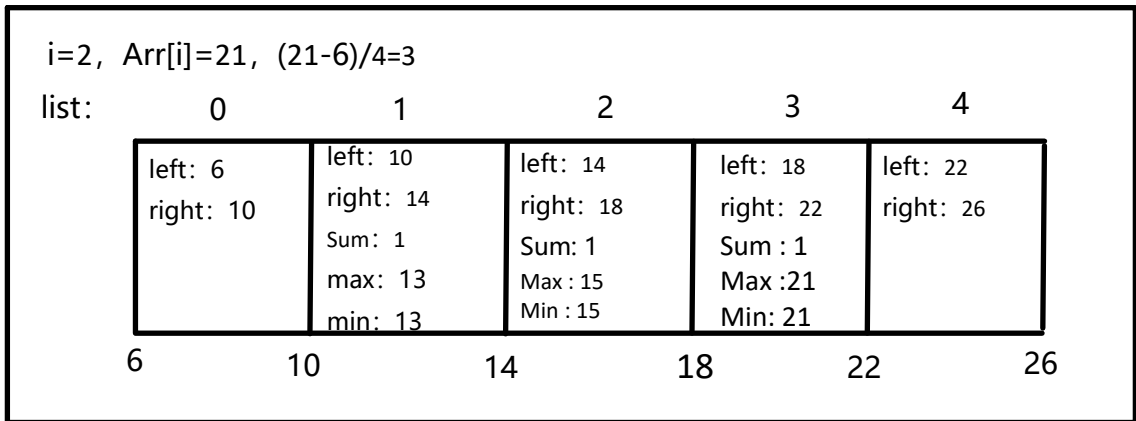 i=2，Arr[i]=21，(21-6)/4=3
list： 0 1 2 3 4
left：6
right：10
left：10
right：14
Sum：1
max：13
min：13
left：14
right：18
Sum: 1
Max : 15
Min : 15
left：18
right：22
Sum : 1
Max :21
Min: 21
left：22
right：26
6 10 14 18 22 26